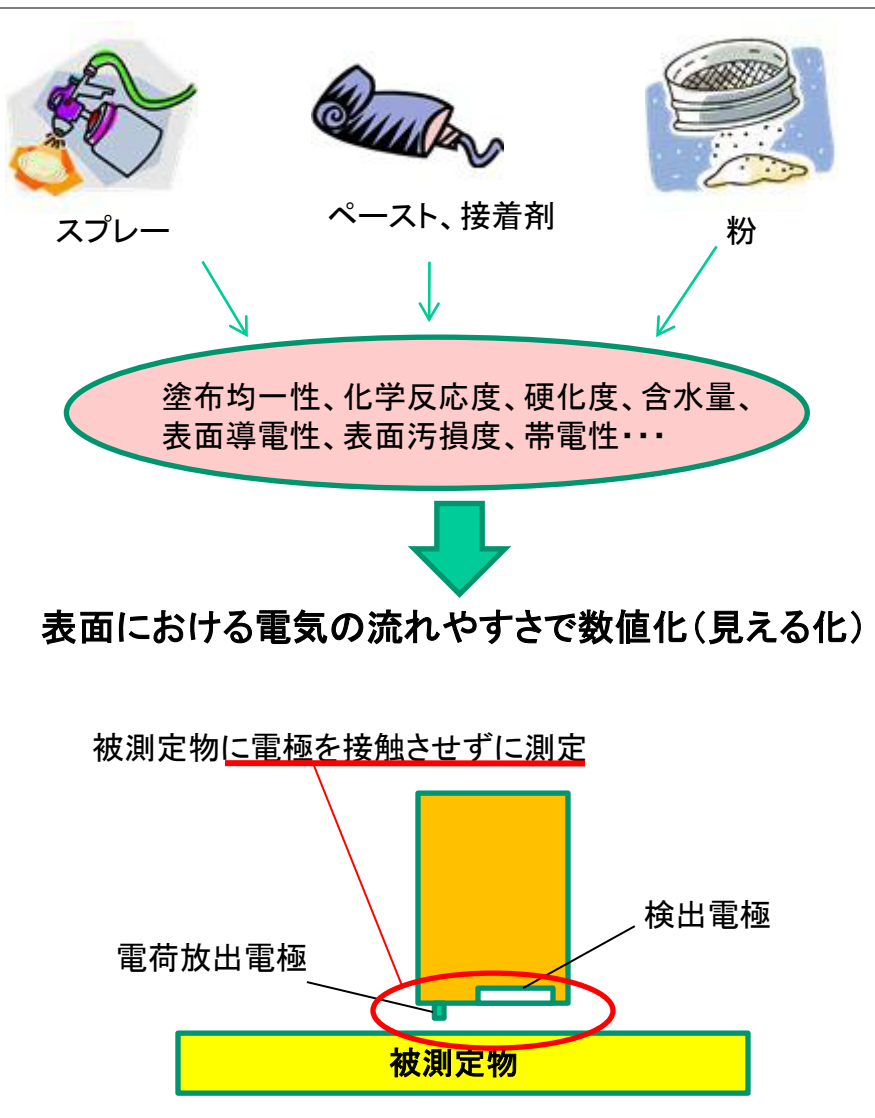 スプレー
ペースト、接着剤
粉
塗布均一性、化学反応度、硬化度、含水量、
表面導電性、表面汚損度、帯電性・・・
表面における電気の流れやすさで数値化（見える化）
被測定物に電極を接触させずに測定
検出電極
電荷放出電極
被測定物